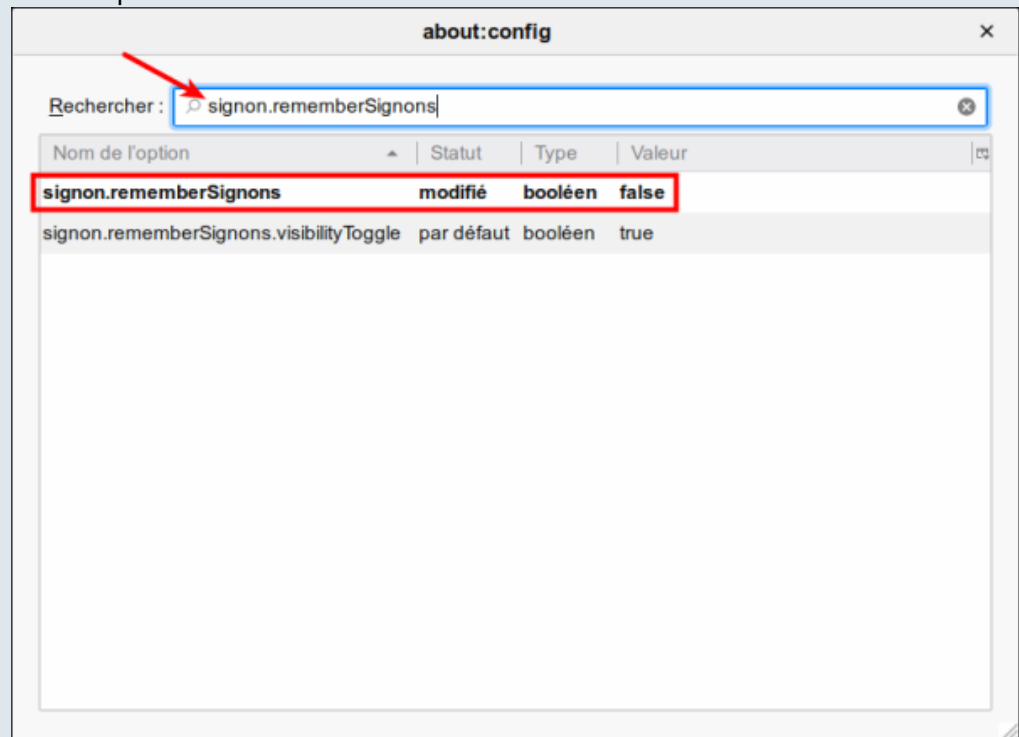 about:config
Rechercher : signon.rememberSignons
Nom de l'option Statut Type Valeur
signon.rememberSignons modifié booléen false
signon.rememberSignons.visibilityToggle par défaut booléen true